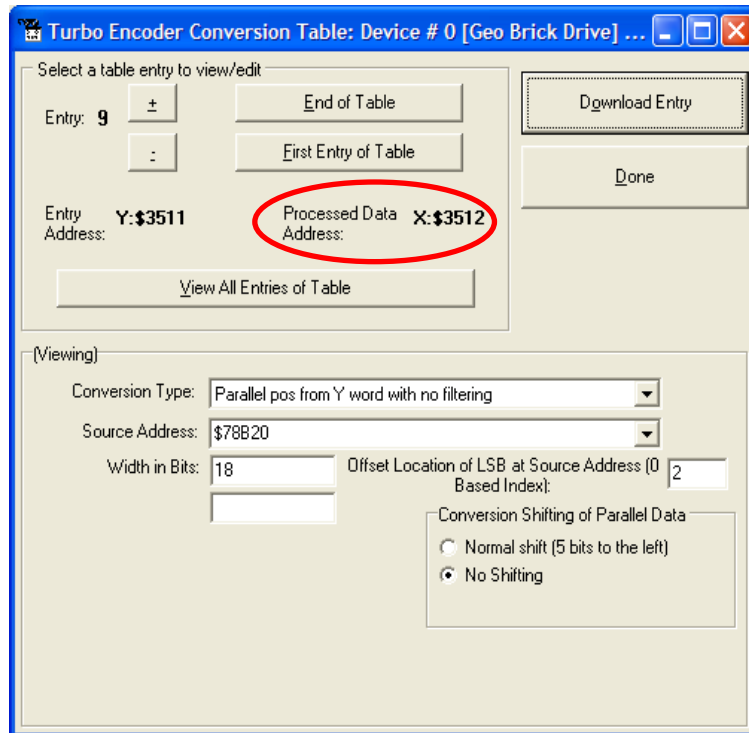 Turbo Encoder Conversion Table: Device # 0 [Geo Brick Drive] ...
Select a table entry to view/edit
Entry: 9
+
End of Table
Download Entry
-
First Entry of Table
Done
Entry Address: Y:$3511
Processed Data Address: X:$3512
View All Entries of Table
(Viewing)
Conversion Type: Parallel pos from Y word with no filtering
Source Address: $78B20
Width in Bits: 18
Offset Location of LSB at Source Address (0 Based Index): 2
Conversion Shifting of Parallel Data
Normal shift (5 bits to the left)
No Shifting